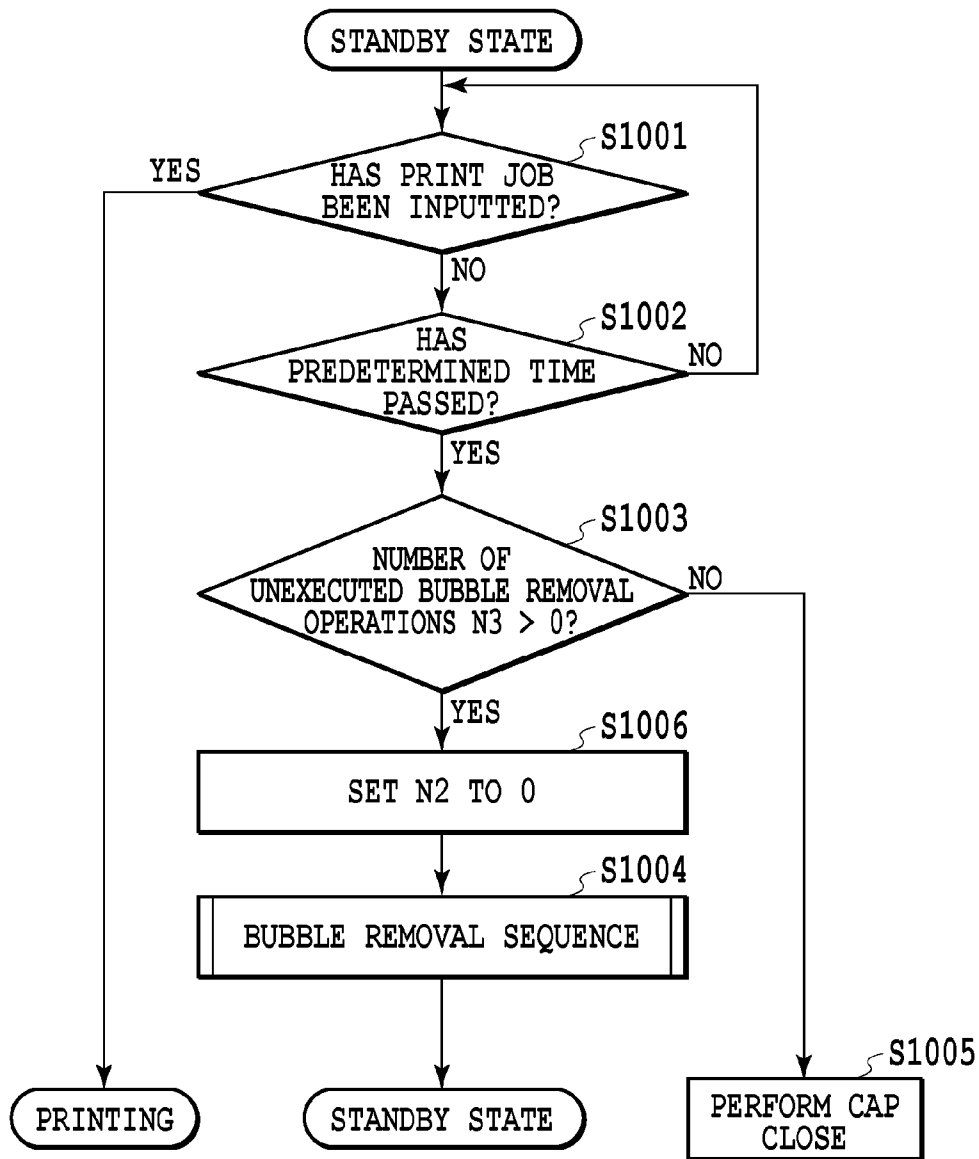 STANDBY STATE
S1001
YES
HAS PRINT JOB
BEEN INPUTTED?
NO
S1002
HAS
PREDETERMINED TIME
PASSED?
NO
YES
S1003
NUMBER OF
UNEXECUTED BUBBLE REMOVAL
OPERATIONS N3 > 0?
NO
YES
S1006
SET N2 TO 0
S1004
BUBBLE REMOVAL SEQUENCE
S1005
PRINTING
STANDBY STATE
PERFORM CAP
CLOSE